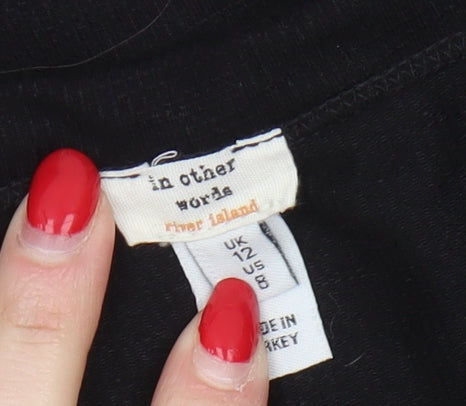 in other
words
river island
UK
12
US
8
DE IN
RKEY